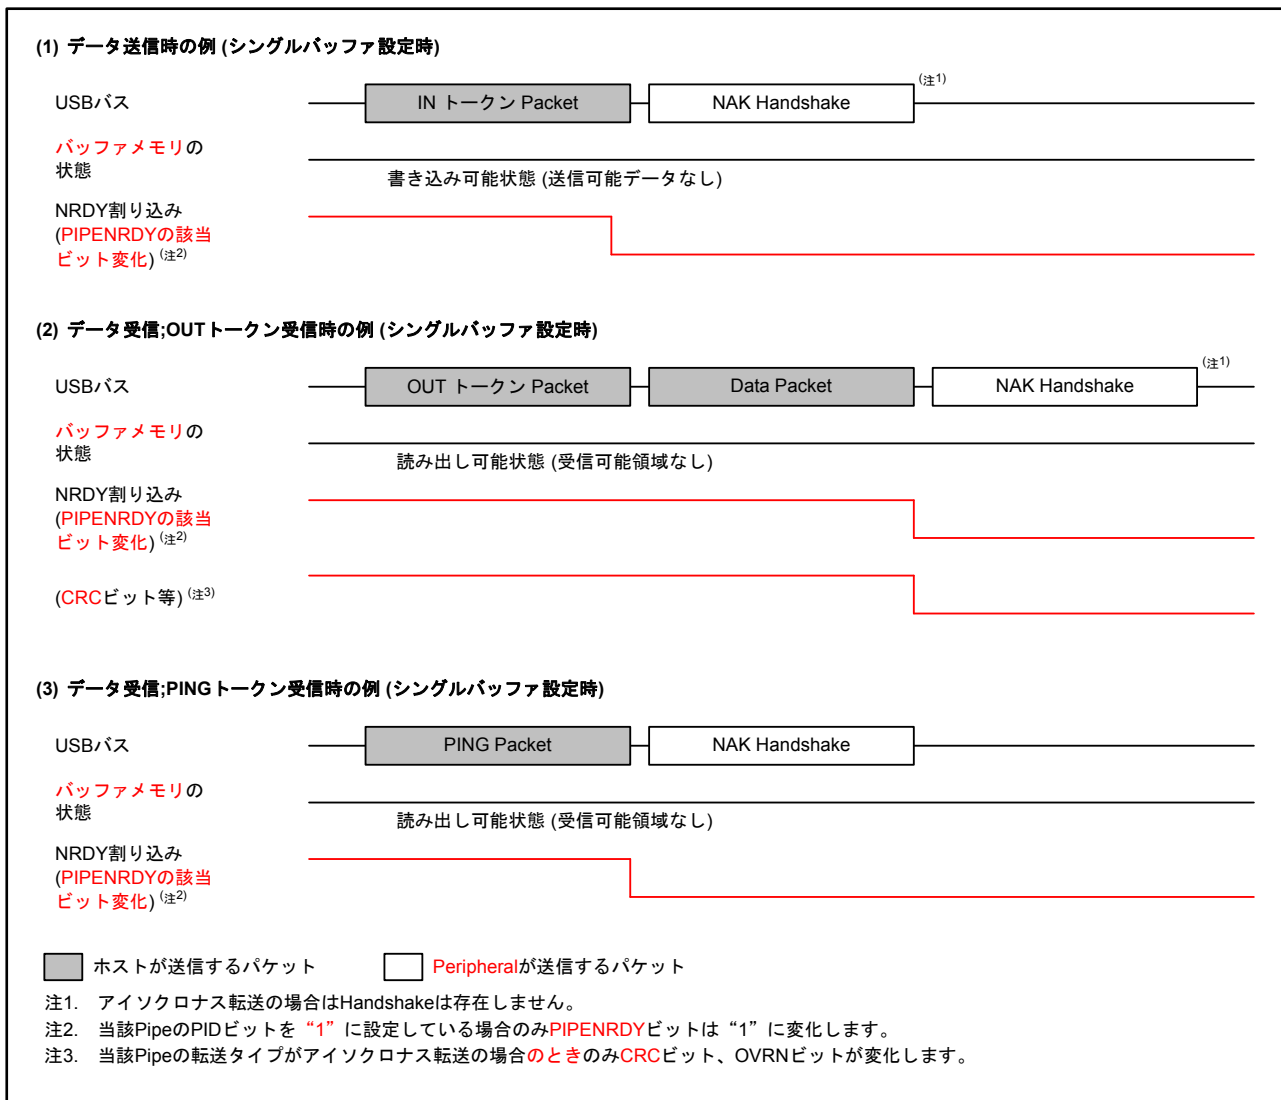 (1) データ送信時の例 (シングルバッファ設定時)
USBバス
IN トークン Packet
NAK Handshake
(注1)
バッファメモリの
状態
書き込み可能状態 (送信可能データなし)
NRDY割り込み
(PIPENRDYの該当
ビット変化) (注2)
(2) データ受信;OUTトークン受信時の例 (シングルバッファ設定時)
USBバス
OUT トークン Packet
Data Packet
NAK Handshake
(注1)
バッファメモリの
状態
読み出し可能状態 (受信可能領域なし)
NRDY割り込み
(PIPENRDYの該当
ビット変化) (注2)
(CRCビット等) (注3)
(3) データ受信;PINGトークン受信時の例 (シングルバッファ設定時)
USBバス
PING Packet
NAK Handshake
バッファメモリの
状態
読み出し可能状態 (受信可能領域なし)
NRDY割り込み
(PIPENRDYの該当
ビット変化) (注2)
ホストが送信するパケット
Peripheralが送信するパケット
注1. アイソクロナス転送の場合はHandshakeは存在しません。
注2. 当該PipeのPIDビットを“1”に設定している場合のみPIPENRDYビットは“1”に変化します。
注3. 当該Pipeの転送タイプがアイソクロナス転送の場合のときのみCRCビット、OVRNビットが変化します。